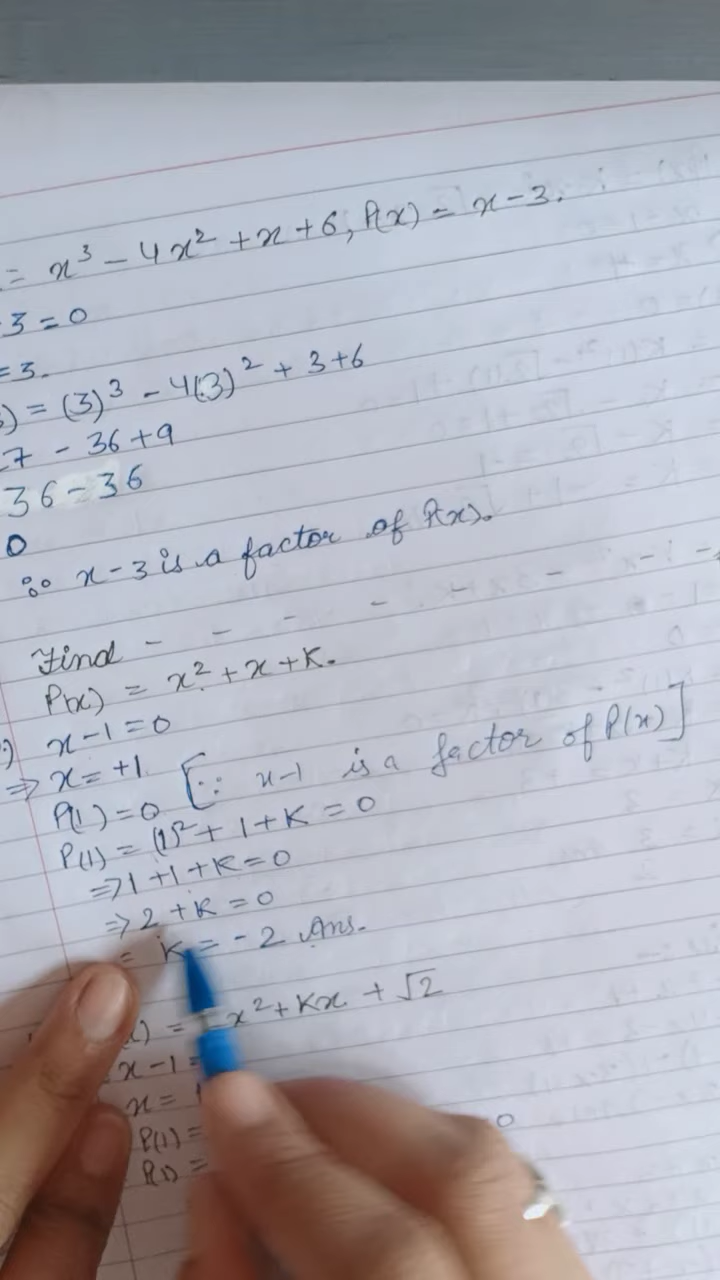 = x³ - 4x² + x + 6, P(x) = x - 3.
3 = 0
= 3.
) = (3)³ - 4(3)² + 3 + 6
7 - 36 + 9
36 - 36
0
∴ x - 3 is a factor of P(x).
Find - - - - - -
P(x) = x² + x + K.
) x - 1 = 0
⇒ x = +1
P(1) = 0 [∵ x-1 is a factor of P(x)]
P(1) = (1)² + 1 + K = 0
⇒ 1 + 1 + K = 0
⇒ 2 + K = 0
= K = - 2 Ans.
x) = x² + Kx + √2
x - 1 =
x =
P(1) = 0
P(1) =